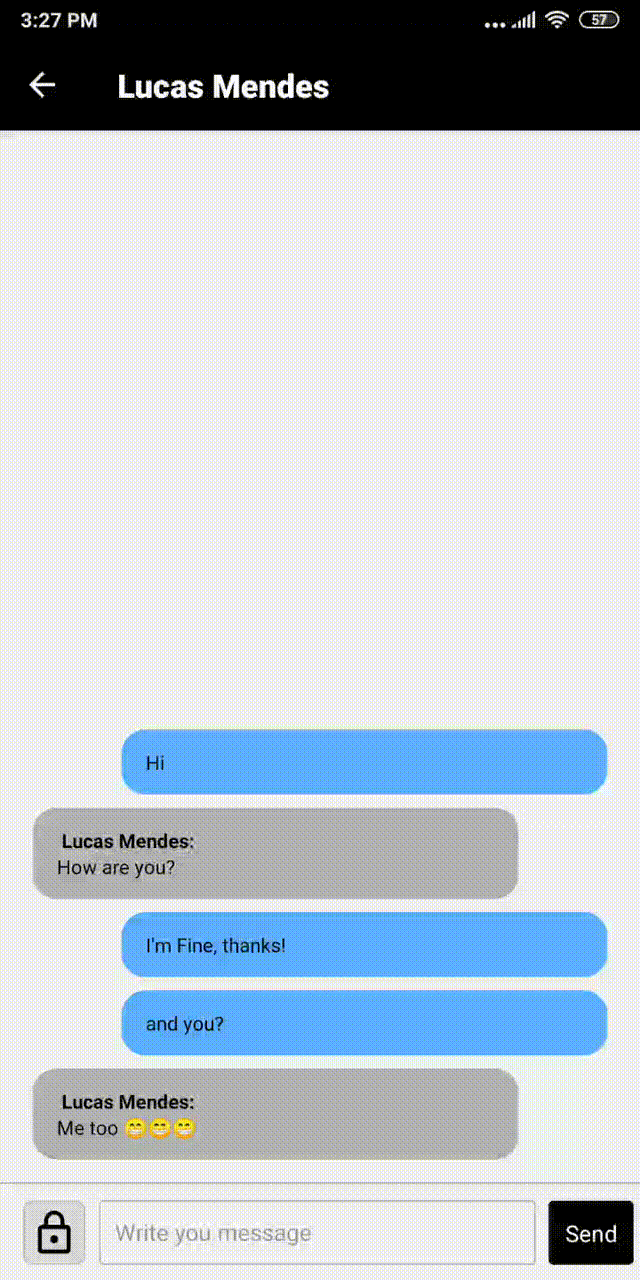 3:27 PM
57
Lucas Mendes
Hi
Lucas Mendes:
How are you?
I'm Fine, thanks!
and you?
Lucas Mendes:
Me too 😁😁😁
Write you message
Send